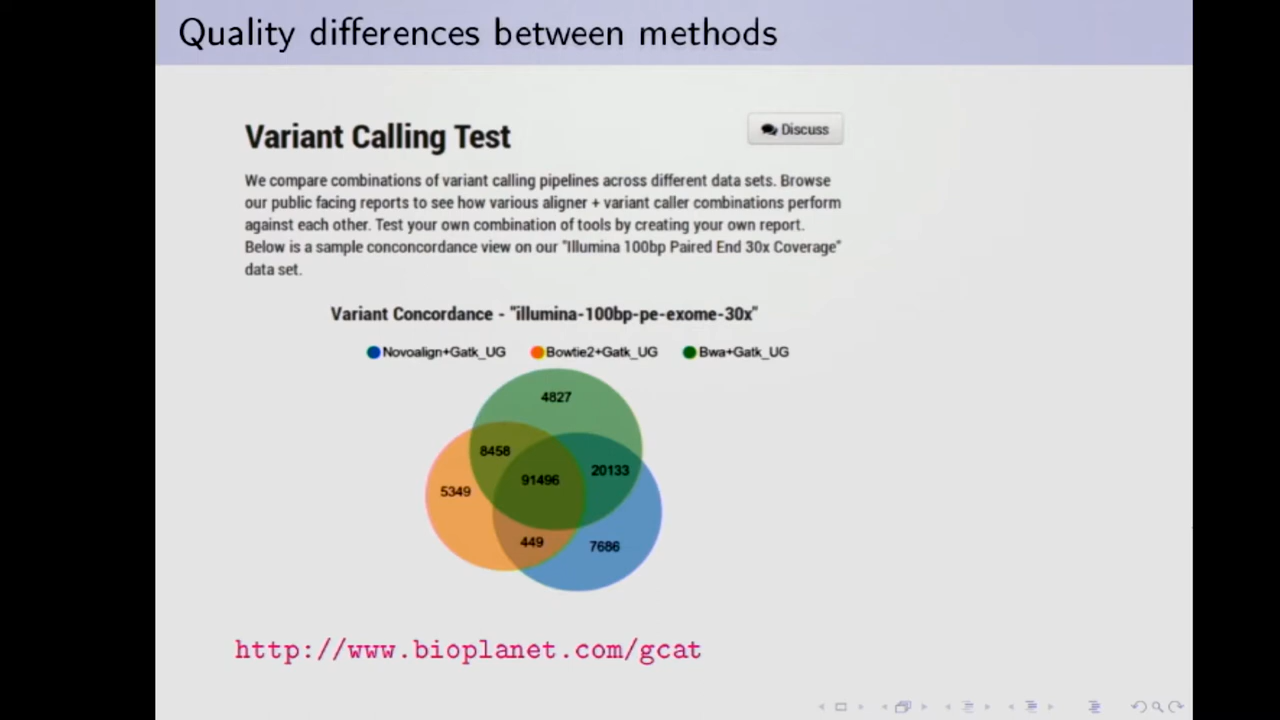 Quality differences between methods
Variant Calling Test
Discuss
We compare combinations of variant calling pipelines across different data sets. Browse
our public facing reports to see how various aligner + variant caller combinations perform
against each other. Test your own combination of tools by creating your own report.
Below is a sample conconcordance view on our "Illumina 100bp Paired End 30x Coverage"
data set.
Variant Concordance - "illumina-100bp-pe-exome-30x"
Novoalign+Gatk_UG Bowtie2+Gatk_UG Bwa+Gatk_UG
4827
8458
20133
91496
5349
449
7686
http://www.bioplanet.com/gcat